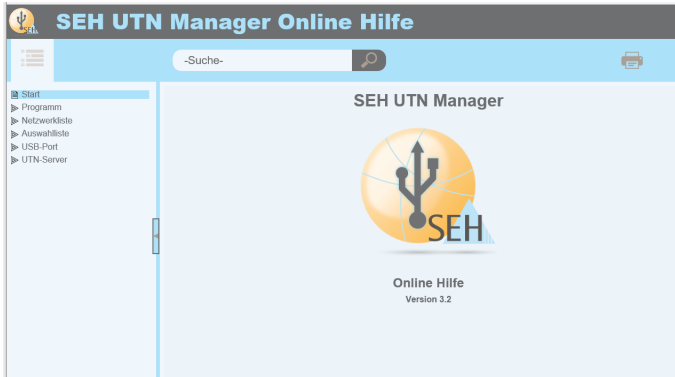 SEH UTN Manager Online Hilfe
-Suche-
Start
Programm
Netzwerkliste
Auswahlliste
USB-Port
UTN-Server
SEH UTN Manager
SEH
Online Hilfe
Version 3.2